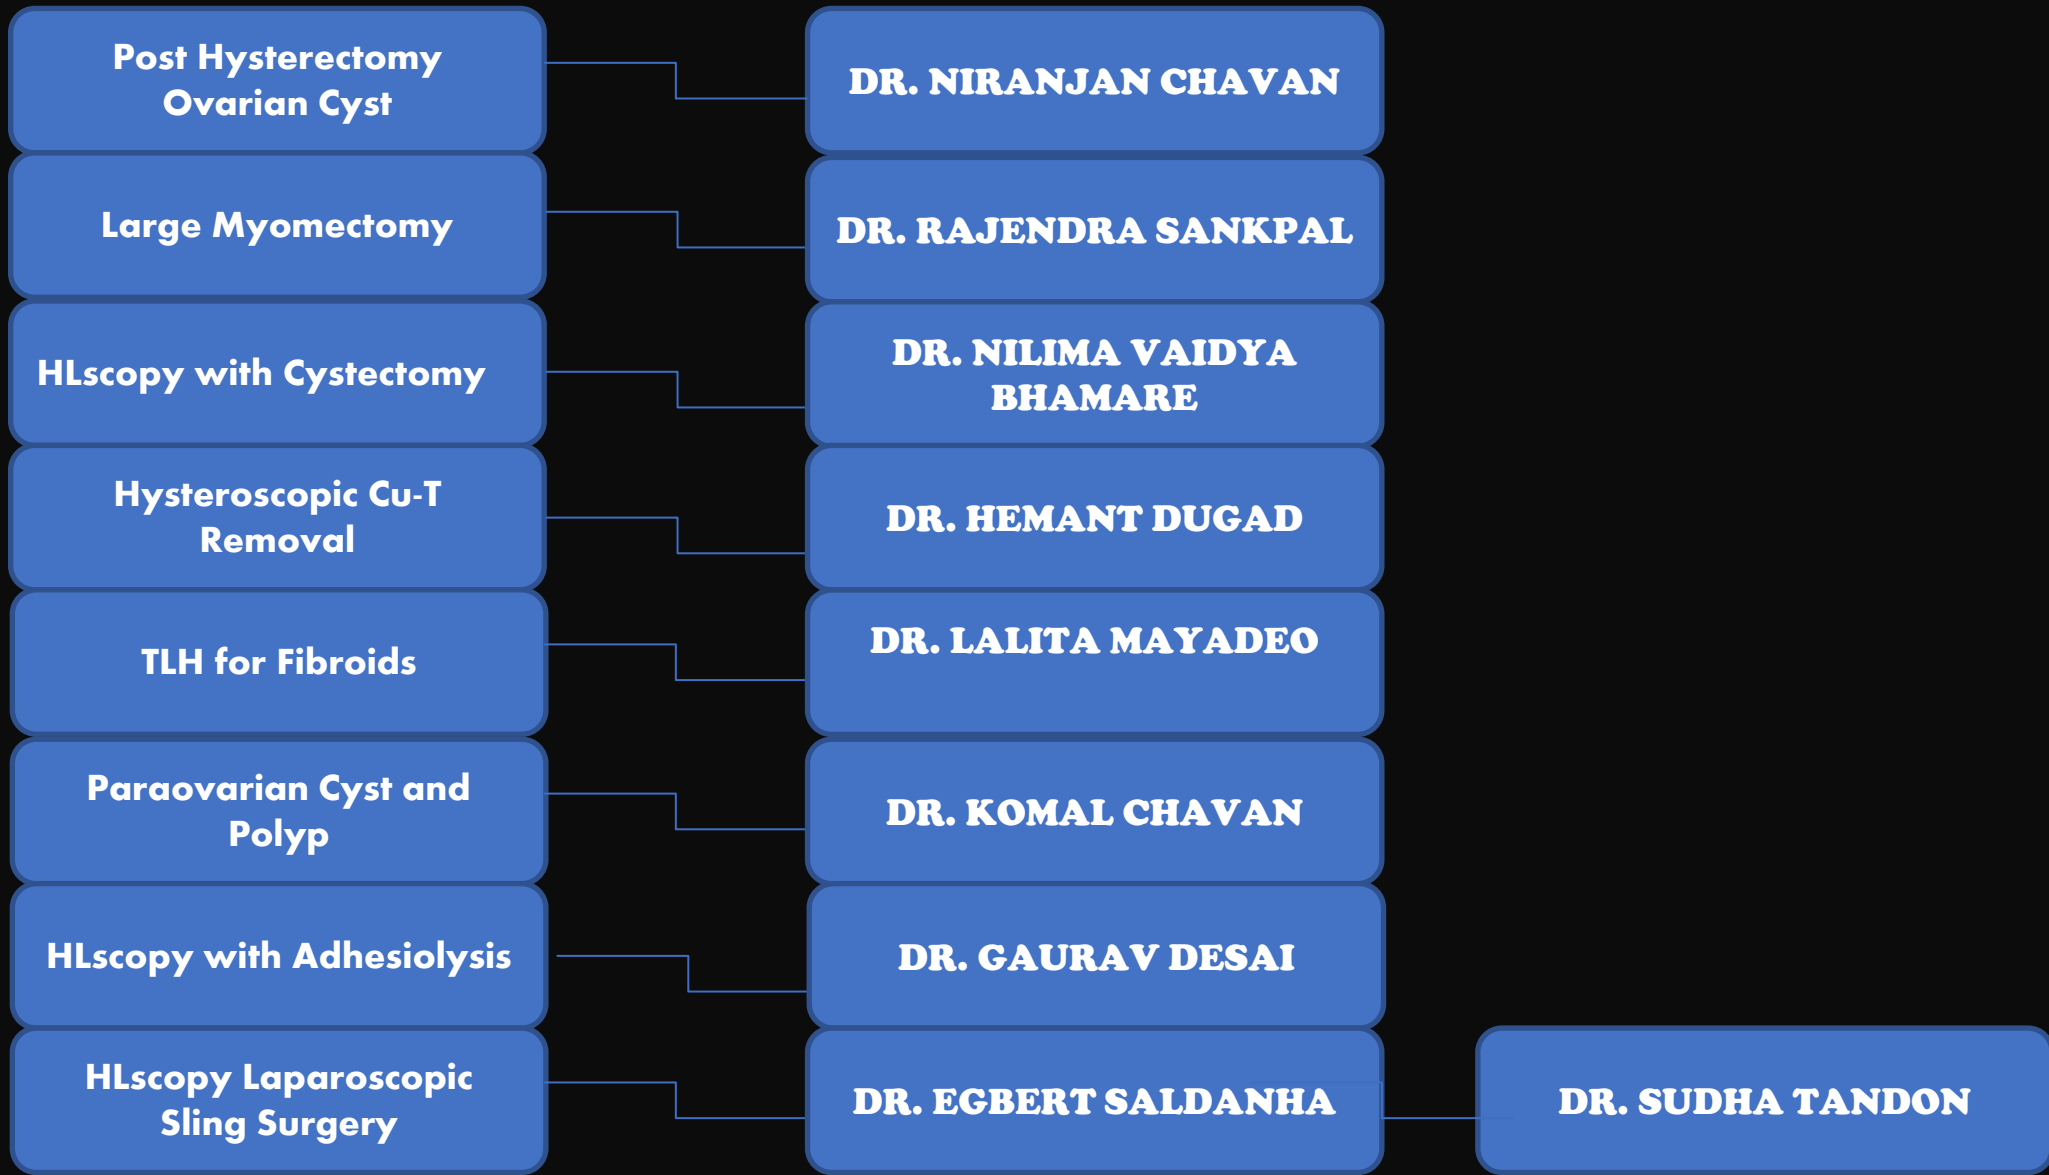 Post Hysterectomy
Ovarian Cyst
DR. NIRANJAN CHAVAN
Large Myomectomy
DR. RAJENDRA SANKPAL
HLscopy with Cystectomy
DR. NILIMA VAIDYA
BHAMARE
Hysteroscopic Cu-T
Removal
DR. HEMANT DUGAD
TLH for Fibroids
DR. LALITA MAYADEO
Paraovarian Cyst and
Polyp
DR. KOMAL CHAVAN
HLscopy with Adhesiolysis
DR. GAURAV DESAI
HLscopy Laparoscopic
Sling Surgery
DR. EGBERT SALDANHA
DR. SUDHA TANDON